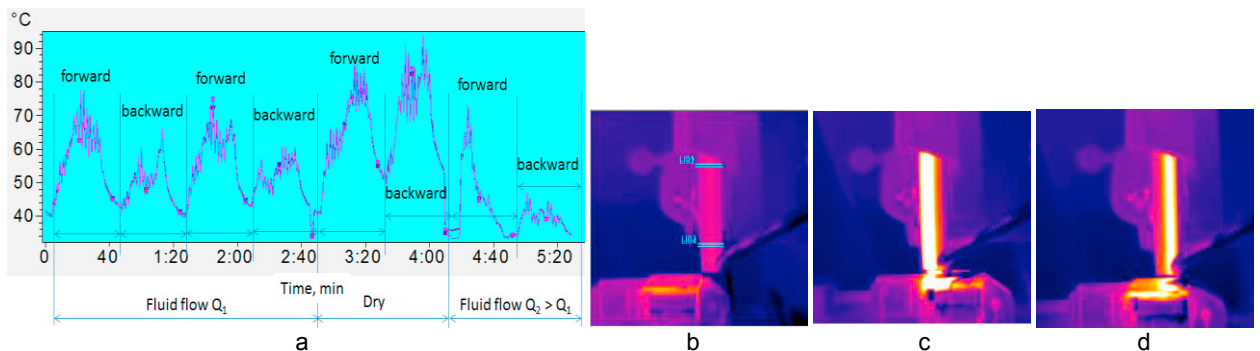 °C
90
80
70
60
50
40
forward
backward
forward
backward
forward
backward
forward
backward
0
40
1:20
2:00
2:40
3:20
4:00
4:40
5:20
Time, min
Fluid flow Q₁
Dry
Fluid flow Q₂ > Q₁
a
b
c
d